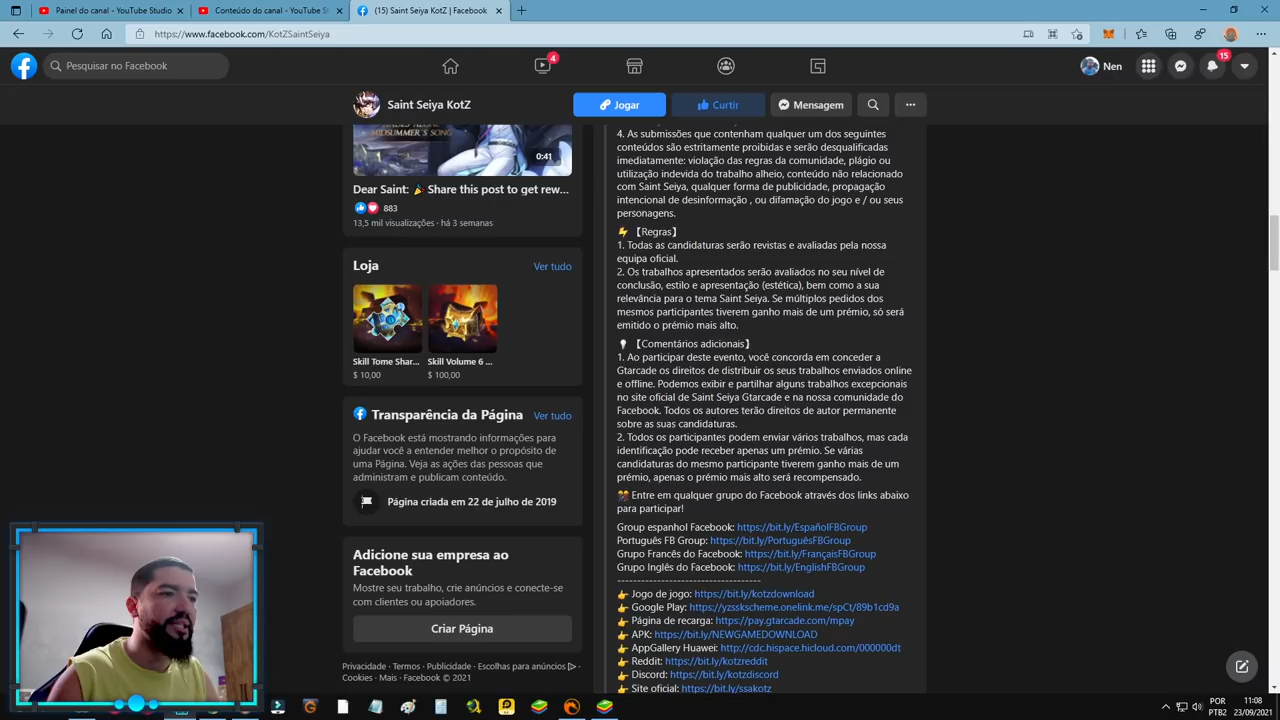 Painel do canal - YouTube Studio
Conteúdo do canal - YouTube St
(15) Saint Seiya KotZ | Facebook
https://www.facebook.com/KotZSaintSeiya
Pesquisar no Facebook
4
Nen
15
Saint Seiya KotZ
Jogar
Curtir
Mensagem
MIDSUMMER'S SONG
0:41
Dear Saint: 🎉 Share this post to get rew...
883
13,5 mil visualizações · há 3 semanas
Loja
Ver tudo
Skill Tome Shar...
Skill Volume 6 ...
$ 10,00
$ 100,00
Transparência da Página
Ver tudo
O Facebook está mostrando informações para
ajudar você a entender melhor o propósito de
uma Página. Veja as ações das pessoas que
administram e publicam conteúdo.
Página criada em 22 de julho de 2019
Adicione sua empresa ao
Facebook
Mostre seu trabalho, crie anúncios e conecte-se
com clientes ou apoiadores.
Criar Página
Privacidade · Termos · Publicidade · Escolhas para anúncios ·
Cookies · Mais · Facebook © 2021
4. As submissões que contenham qualquer um dos seguintes
conteúdos são estritamente proibidas e serão desqualificadas
imediatamente: violação das regras da comunidade, plágio ou
utilização indevida do trabalho alheio, conteúdo não relacionado
com Saint Seiya, qualquer forma de publicidade, propagação
intencional de desinformação , ou difamação do jogo e / ou seus
personagens.
⚡ 【Regras】
1. Todas as candidaturas serão revistas e avaliadas pela nossa
equipa oficial.
2. Os trabalhos apresentados serão avaliados no seu nível de
conclusão, estilo e apresentação (estética), bem como a sua
relevância para o tema Saint Seiya. Se múltiplos pedidos dos
mesmos participantes tiverem ganho mais de um prémio, só será
emitido o prémio mais alto.
💡 【Comentários adicionais】
1. Ao participar deste evento, você concorda em conceder a
Gtarcade os direitos de distribuir os seus trabalhos enviados online
e offline. Podemos exibir e partilhar alguns trabalhos excepcionais
no site oficial de Saint Seiya Gtarcade e na nossa comunidade do
Facebook. Todos os autores terão direitos de autor permanente
sobre as suas candidaturas.
2. Todos os participantes podem enviar vários trabalhos, mas cada
identificação pode receber apenas um prémio. Se várias
candidaturas do mesmo participante tiverem ganho mais de um
prémio, apenas o prémio mais alto será recompensado.
🎊 Entre em qualquer grupo do Facebook através dos links abaixo
para participar!
Group espanhol Facebook: https://bit.ly/EspañolFBGroup
Português FB Group: https://bit.ly/PortuguêsFBGroup
Grupo Francês do Facebook: https://bit.ly/FrançaisFBGroup
Grupo Inglês do Facebook: https://bit.ly/EnglishFBGroup
------------------------------------
👉 Jogo de jogo: https://bit.ly/kotzdownload
👉 Google Play: https://yzsskscheme.onelink.me/spCt/89b1cd9a
👉 Página de recarga: https://pay.gtarcade.com/mpay
👉 APK: https://bit.ly/NEWGAMEDOWNLOAD
👉 AppGallery Huawei: http://cdc.hispace.hicloud.com/000000dt
👉 Reddit: https://bit.ly/kotzreddit
👉 Discord: https://bit.ly/kotzdiscord
👉 Site oficial: https://bit.ly/ssakotz
POR
PTB2
11:08
23/09/2021